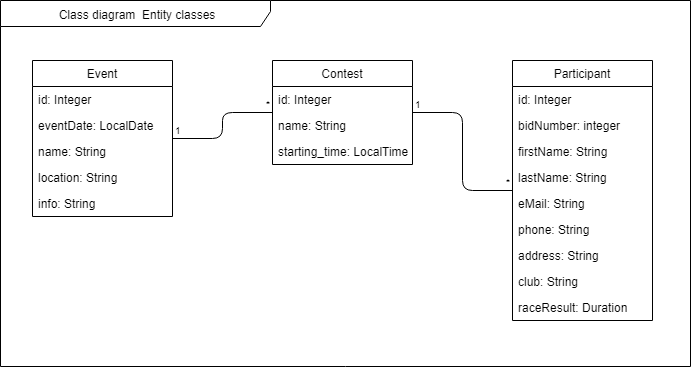 Class diagram Entity classes
Event
id: Integer
eventDate: LocalDate
name: String
location: String
info: String
1
*
Contest
id: Integer
name: String
starting_time: LocalTime
1
*
Participant
id: Integer
bidNumber: integer
firstName: String
lastName: String
eMail: String
phone: String
address: String
club: String
raceResult: Duration